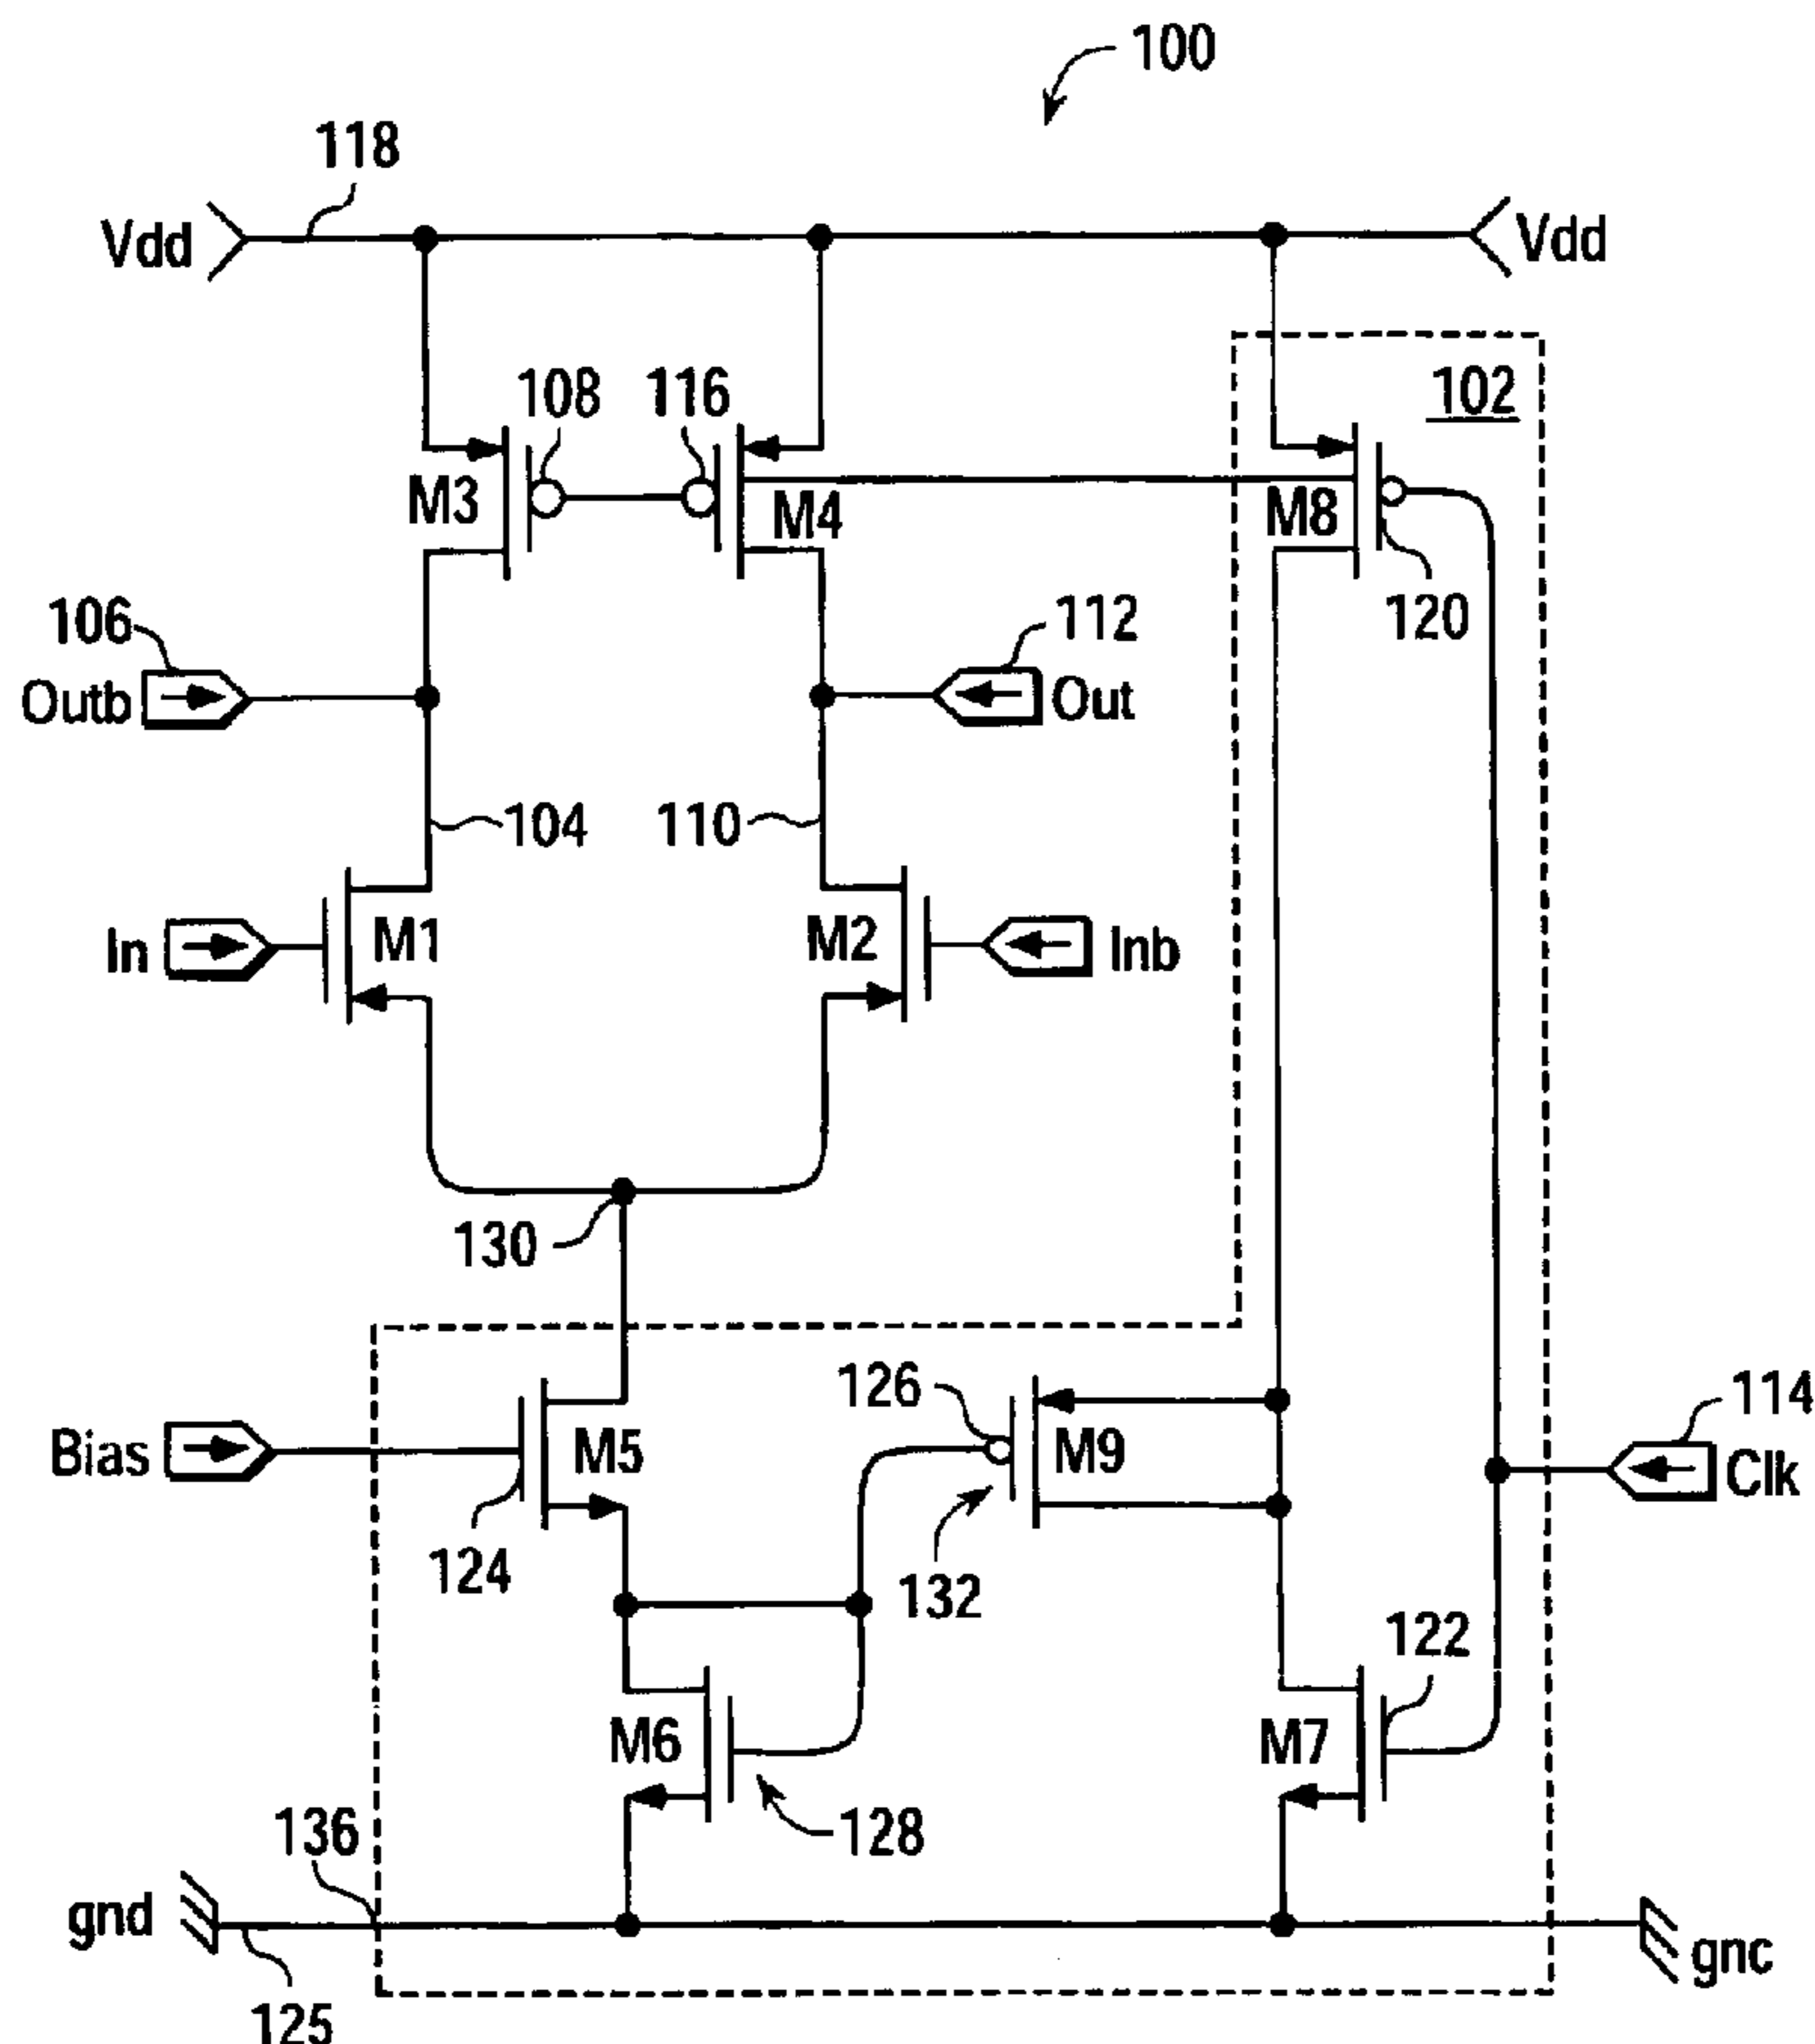 100
118
Vdd
Vdd
102
108
116
M3
M4
M8
120
106
112
Outb
Out
104
110
In
M1
M2
Inb
130
126
114
Bias
M5
M9
Clk
124
132
122
M6
M7
136
128
gnd
gnc
125